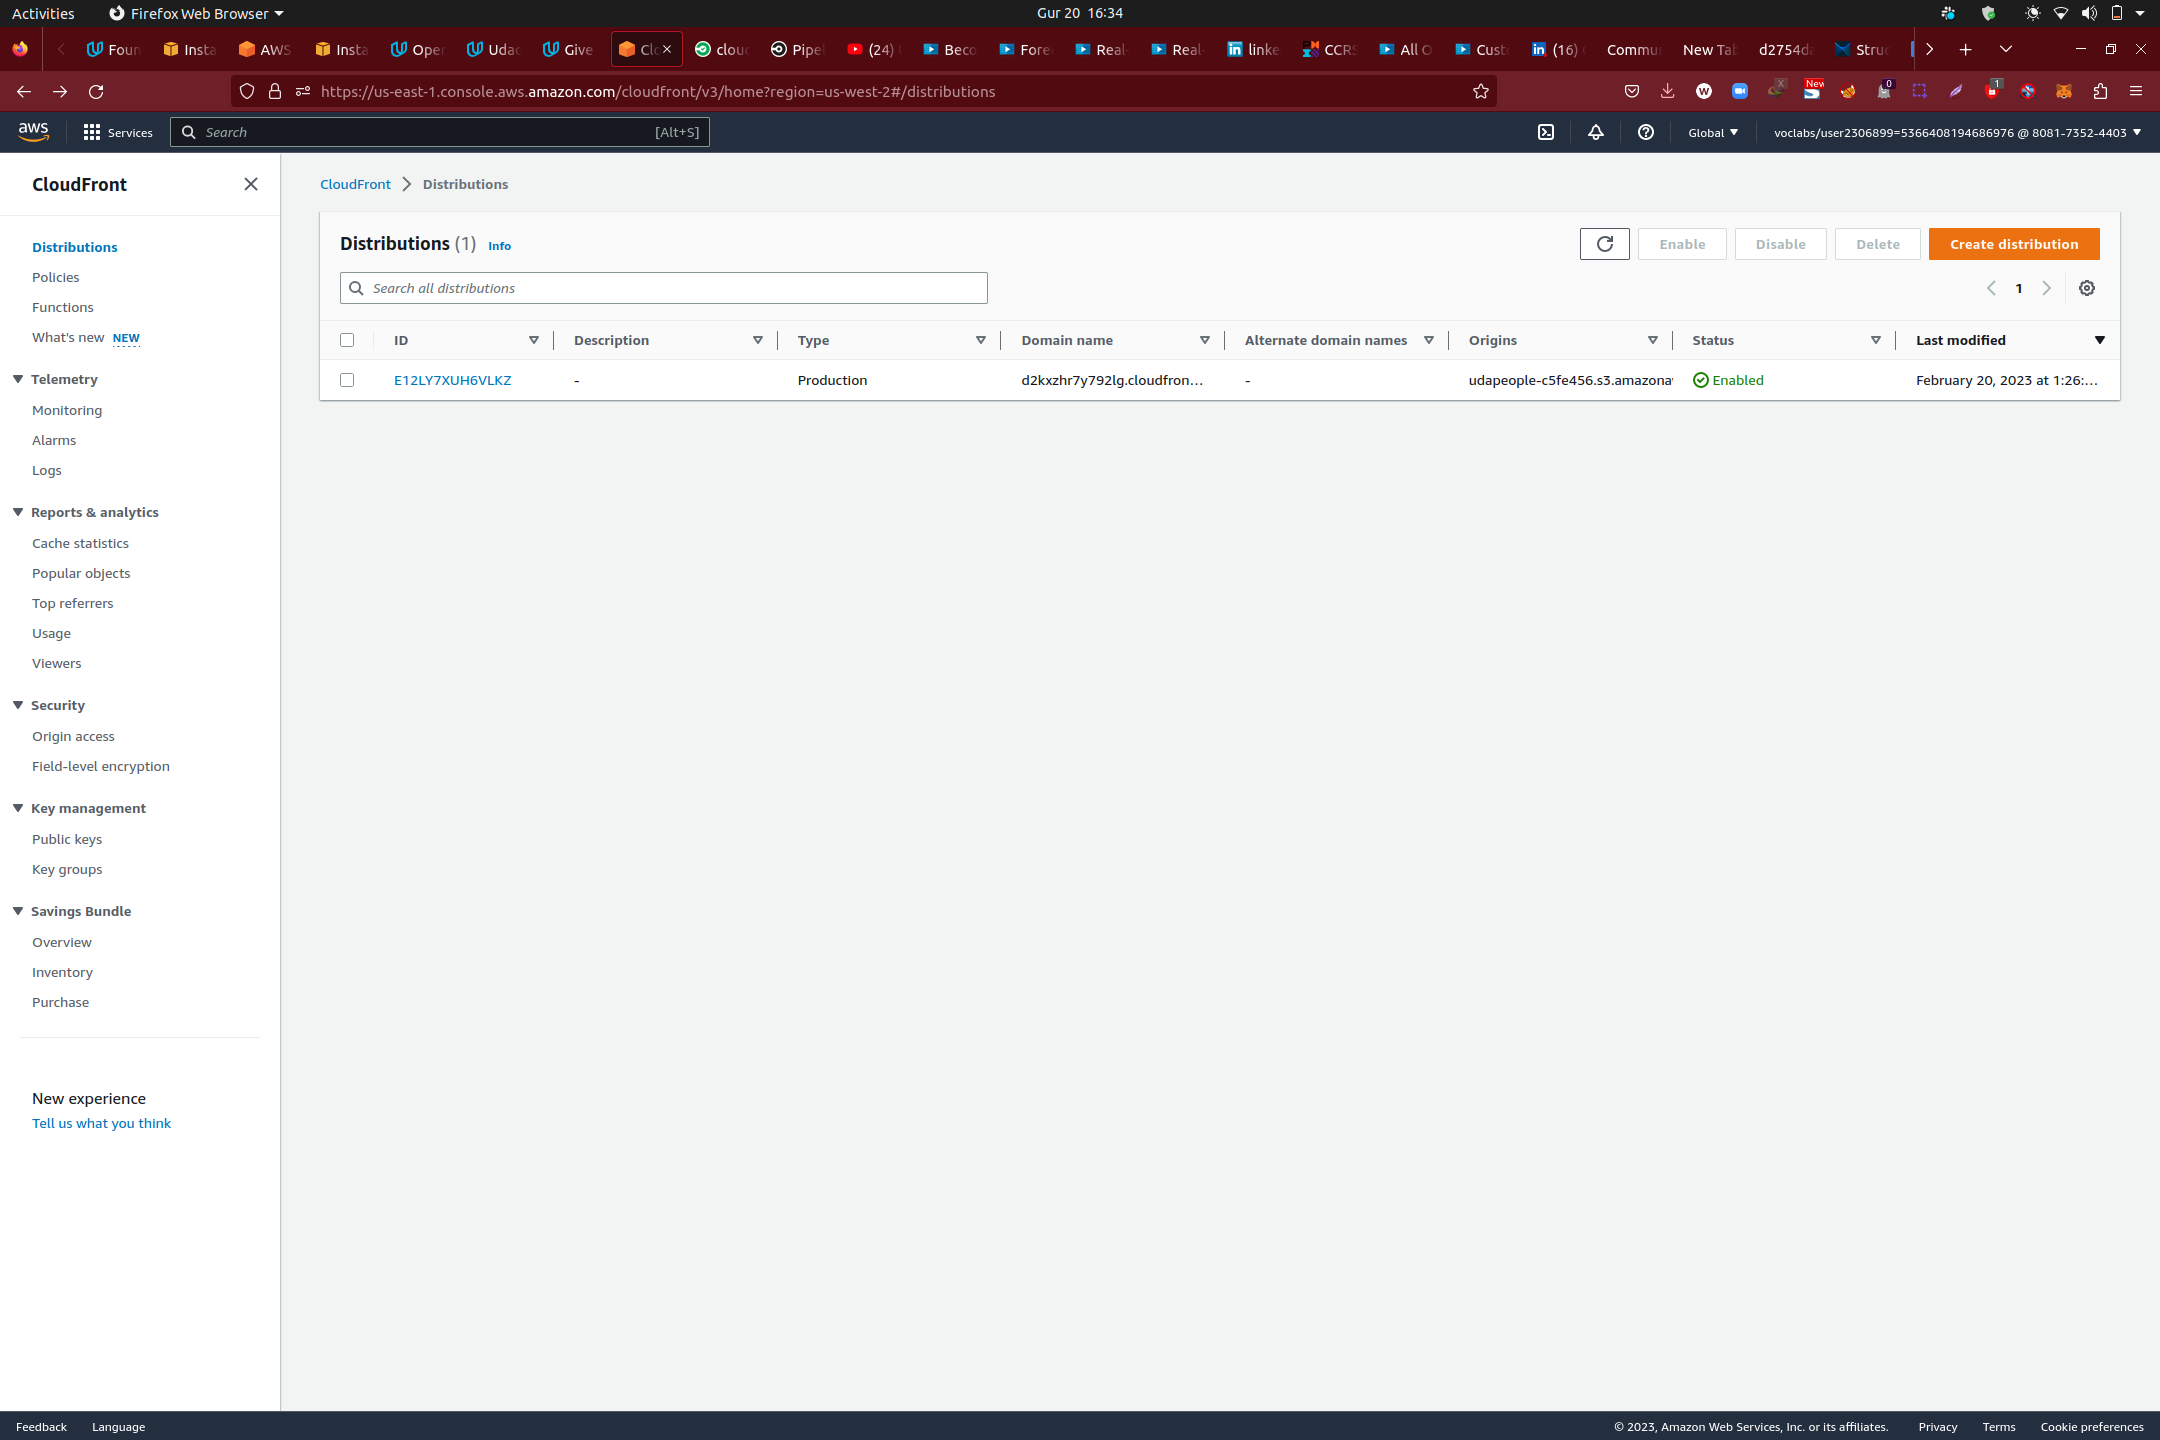 Activities Firefox Web Browser Gur 20 16:34
Foun Insta AWS Insta Oper Udac Give Clo clou Pipel (24) Beco Fore Real- Real- linke CCRS All O Cust (16) Commu New Tab d2754da Struc
https://us-east-1.console.aws.amazon.com/cloudfront/v3/home?region=us-west-2#/distributions X New 0 1
aws Services Search [Alt+S] Global voclabs/user2306899=5366408194686976 @ 8081-7352-4403
CloudFront
Distributions
Policies
Functions
What's new NEW
Telemetry
Monitoring
Alarms
Logs
Reports & analytics
Cache statistics
Popular objects
Top referrers
Usage
Viewers
Security
Origin access
Field-level encryption
Key management
Public keys
Key groups
Savings Bundle
Overview
Inventory
Purchase
New experience
Tell us what you think
CloudFront Distributions
Distributions (1) Info Enable Disable Delete Create distribution
Search all distributions 1
ID Description Type Domain name Alternate domain names Origins Status Last modified
E12LY7XUH6VLKZ - Production d2kxzhr7y792lg.cloudfron... - udapeople-c5fe456.s3.amazona Enabled February 20, 2023 at 1:26:...
Feedback Language © 2023, Amazon Web Services, Inc. or its affiliates. Privacy Terms Cookie preferences